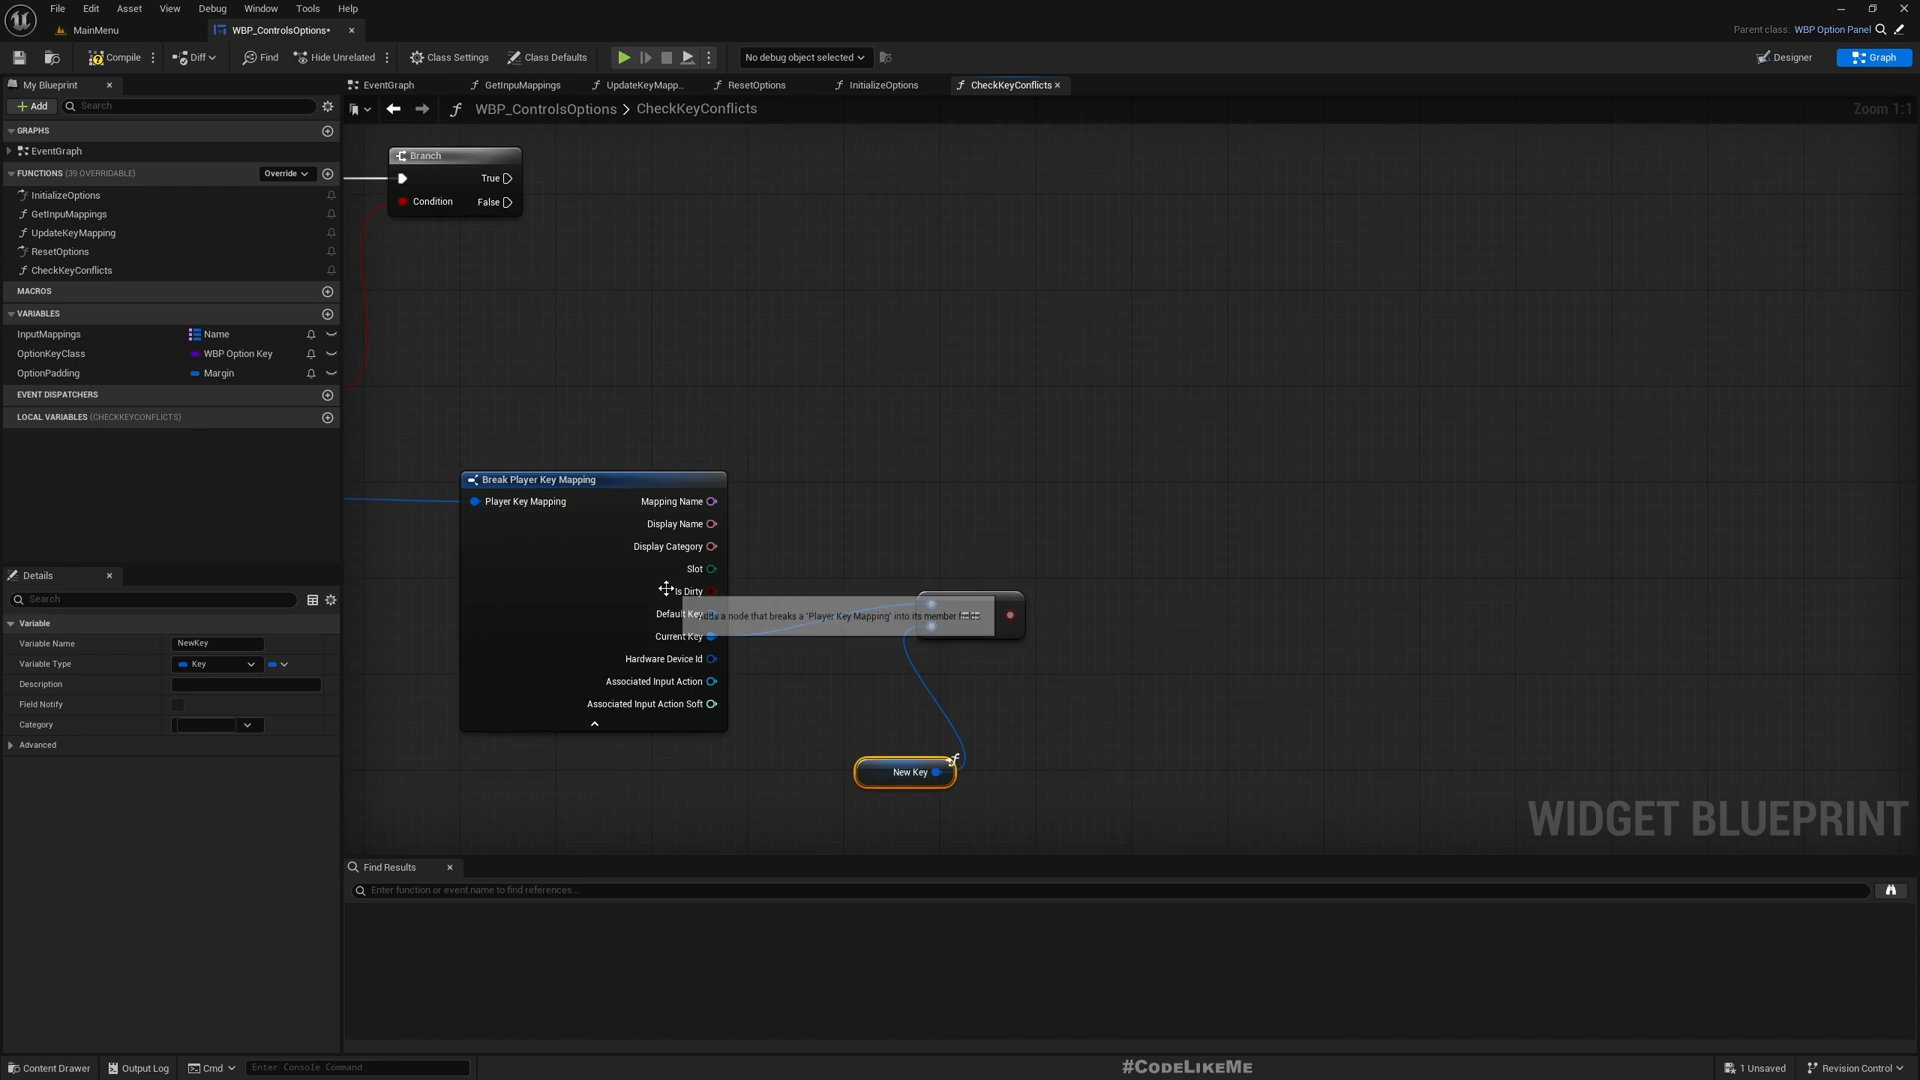 File Edit Asset View Debug Window Tools Help
MainMenu
WBP_ControlsOptions*
Parent class: WBP Option Panel
Compile
Diff
Find
Hide Unrelated
Class Settings
Class Defaults
No debug object selected
Designer
Graph
My Blueprint
EventGraph
GetInpuMappings
UpdateKeyMapp...
ResetOptions
InitializeOptions
CheckKeyConflicts
+ Add
Search
WBP_ControlsOptions > CheckKeyConflicts
Zoom 1:1
GRAPHS
EventGraph
FUNCTIONS (39 OVERRIDABLE)
Override
InitializeOptions
GetInpuMappings
UpdateKeyMapping
ResetOptions
CheckKeyConflicts
MACROS
VARIABLES
InputMappings Name
OptionKeyClass WBP Option Key
OptionPadding Margin
EVENT DISPATCHERS
LOCAL VARIABLES (CHECKKEYCONFLICTS)
Branch
True
Condition False
Break Player Key Mapping
Player Key Mapping Mapping Name
Display Name
Display Category
Slot
Is Dirty
Default Key
Adds a node that breaks a 'Player Key Mapping' into its member
==
Current Key
Hardware Device Id
Associated Input Action
Associated Input Action Soft
New Key
Details
Search
Variable
Variable Name NewKey
Variable Type Key
Description
Field Notify
Category
Advanced
WIDGET BLUEPRINT
Find Results
Enter function or event name to find references...
Content Drawer
Output Log
Cmd
Enter Console Command
#CODELIKEME
1 Unsaved
Revision Control